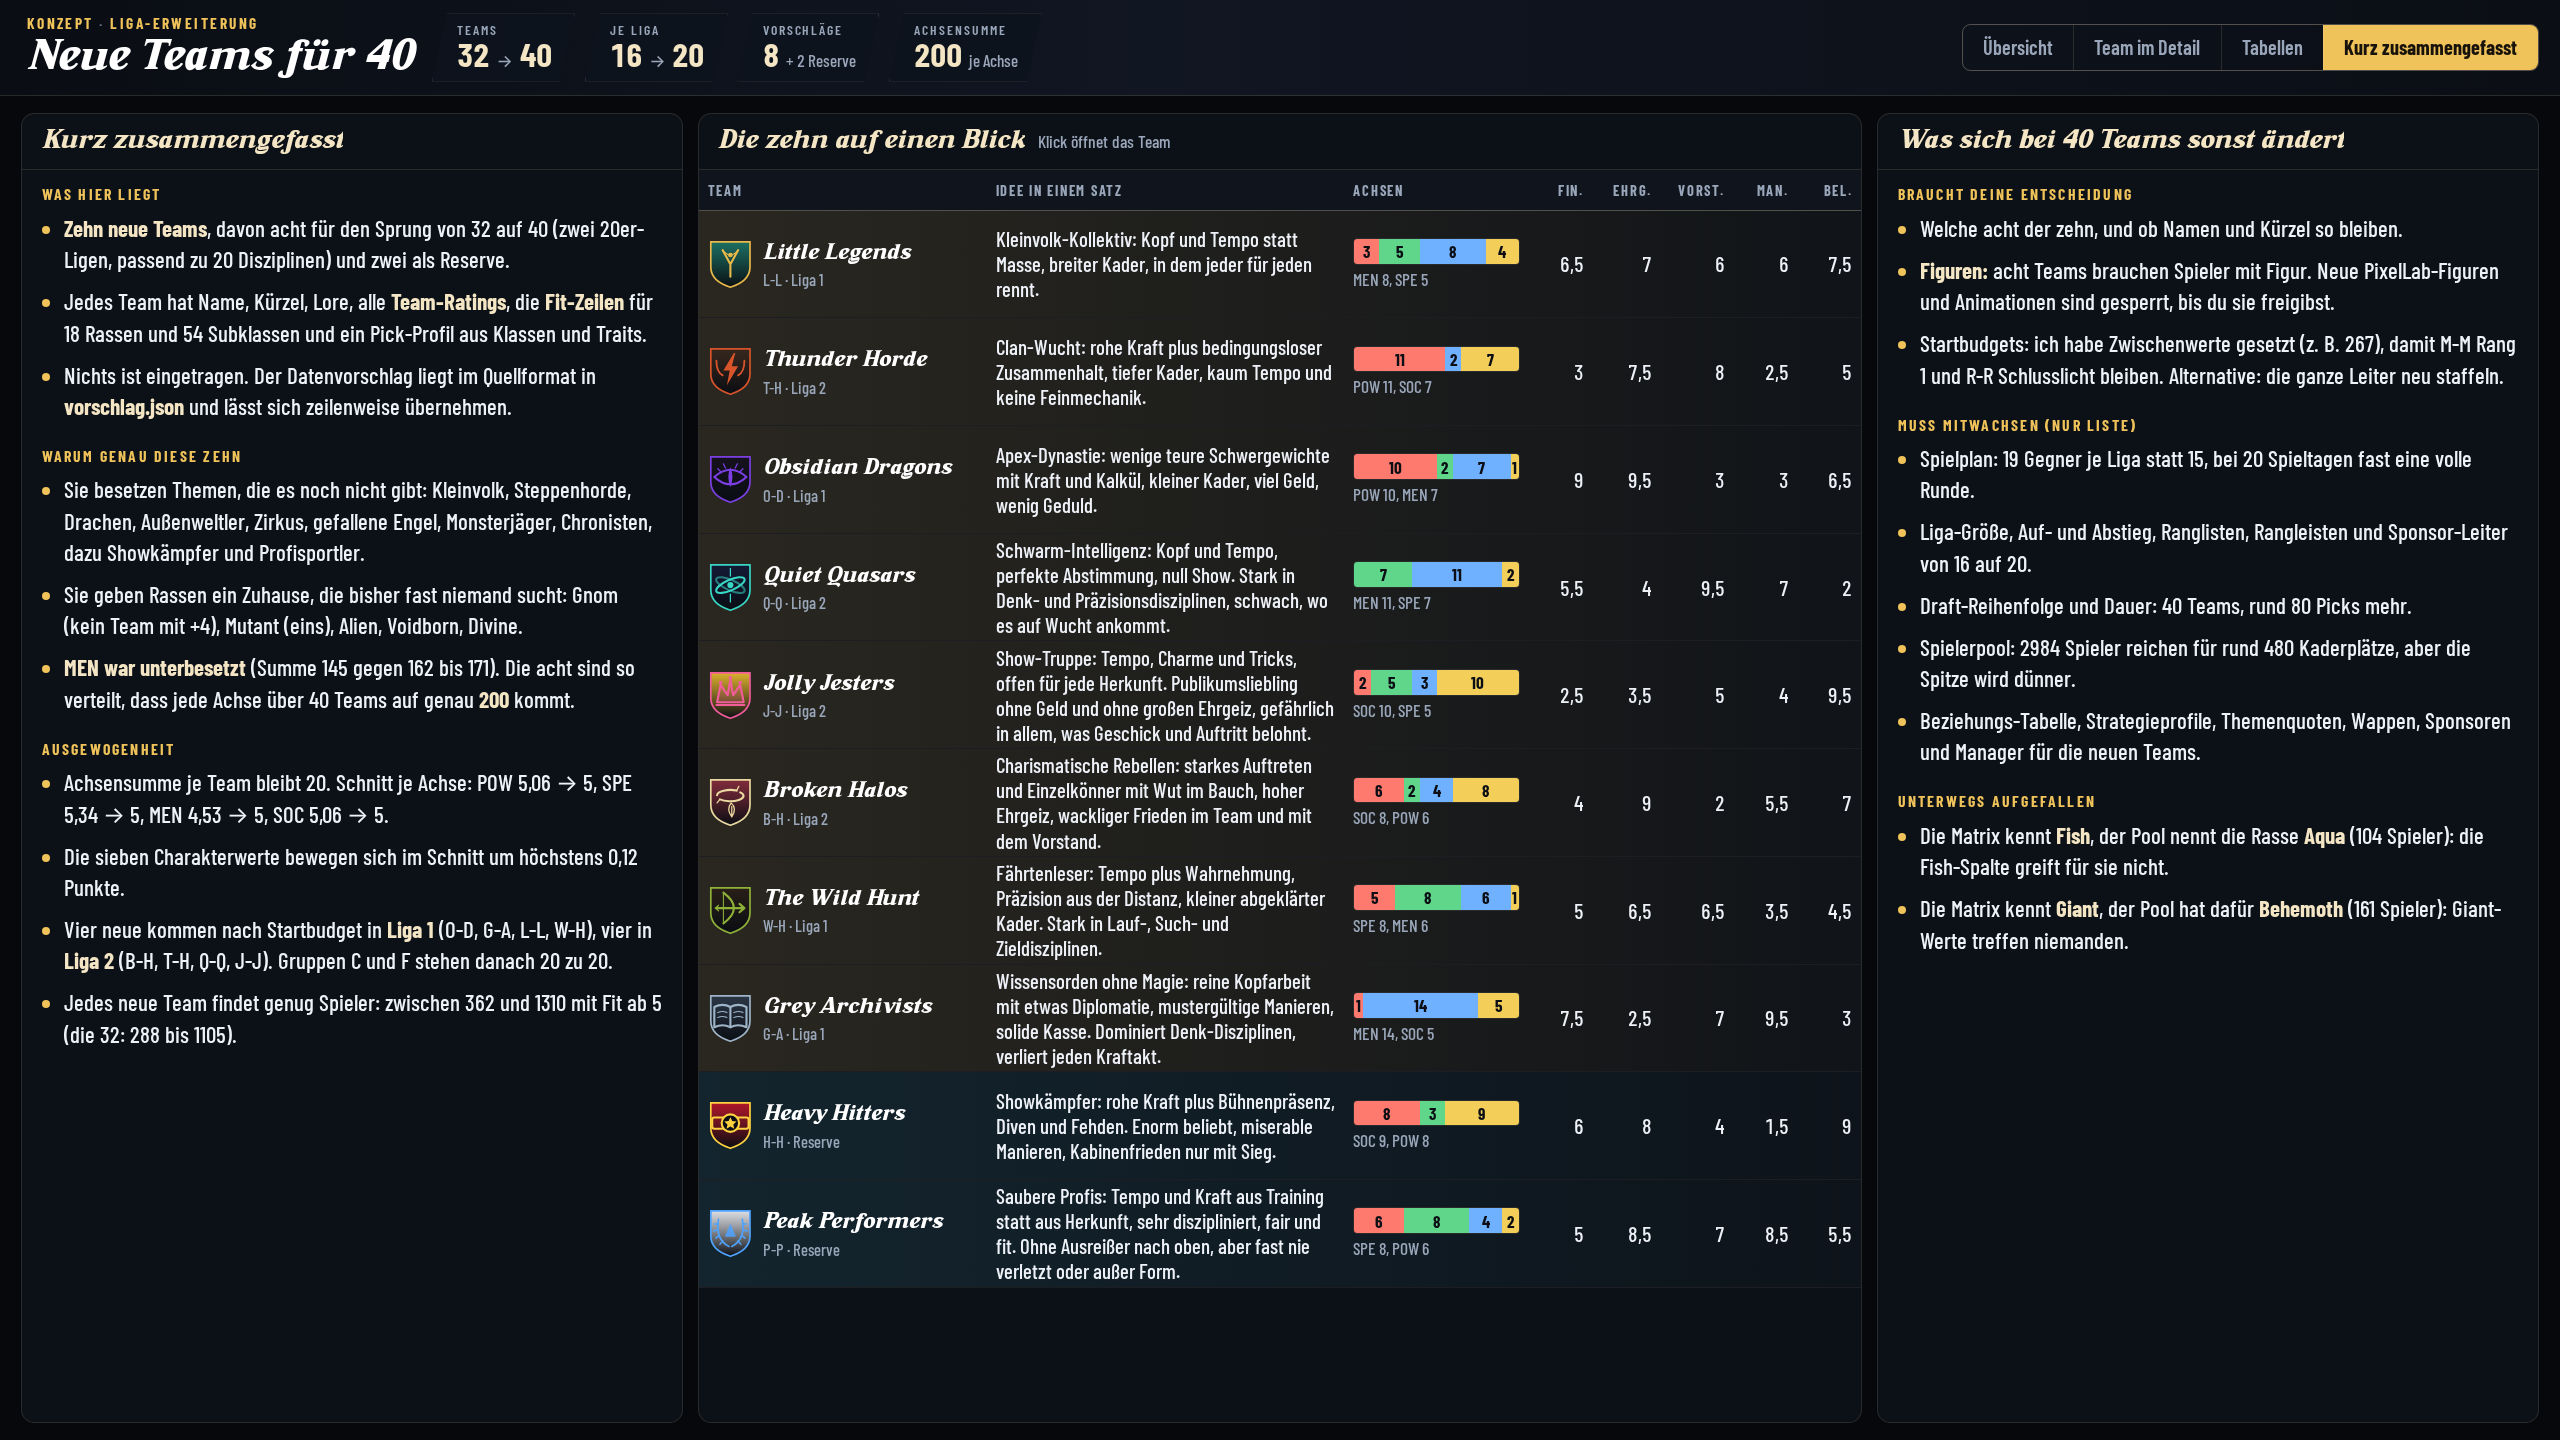 KONZEPT · LIGA-ERWEITERUNG
Neue Teams für 40
TEAMS
32 → 40
JE LIGA
16 → 20
VORSCHLÄGE
8 + 2 Reserve
ACHSENSUMME
200 je Achse
Übersicht
Team im Detail
Tabellen
Kurz zusammengefasst
Kurz zusammengefasst
WAS HIER LIEGT
Zehn neue Teams, davon acht für den Sprung von 32 auf 40 (zwei 20er-
Ligen, passend zu 20 Disziplinen) und zwei als Reserve.
Jedes Team hat Name, Kürzel, Lore, alle Team-Ratings, die Fit-Zeilen für
18 Rassen und 54 Subklassen und ein Pick-Profil aus Klassen und Traits.
Nichts ist eingetragen. Der Datenvorschlag liegt im Quellformat in
vorschlag.json und lässt sich zeilenweise übernehmen.
WARUM GENAU DIESE ZEHN
Sie besetzen Themen, die es noch nicht gibt: Kleinvolk, Steppenhorde,
Drachen, Außenweltler, Zirkus, gefallene Engel, Monsterjäger, Chronisten,
dazu Showkämpfer und Profisportler.
Sie geben Rassen ein Zuhause, die bisher fast niemand sucht: Gnom
(kein Team mit +4), Mutant (eins), Alien, Voidborn, Divine.
MEN war unterbesetzt (Summe 145 gegen 162 bis 171). Die acht sind so
verteilt, dass jede Achse über 40 Teams auf genau 200 kommt.
AUSGEWOGENHEIT
Achsensumme je Team bleibt 20. Schnitt je Achse: POW 5,06 → 5, SPE
5,34 → 5, MEN 4,53 → 5, SOC 5,06 → 5.
Die sieben Charakterwerte bewegen sich im Schnitt um höchstens 0,12
Punkte.
Vier neue kommen nach Startbudget in Liga 1 (O-D, G-A, L-L, W-H), vier in
Liga 2 (B-H, T-H, Q-Q, J-J). Gruppen C und F stehen danach 20 zu 20.
Jedes neue Team findet genug Spieler: zwischen 362 und 1310 mit Fit ab 5
(die 32: 288 bis 1105).
Die zehn auf einen Blick Klick öffnet das Team
TEAM IDEE IN EINEM SATZ ACHSEN FIN. EHRG. VORST. MAN. BEL.
Little Legends
L-L · Liga 1
Kleinvolk-Kollektiv: Kopf und Tempo statt
Masse, breiter Kader, in dem jeder für jeden
rennt.
3 5 8 4
MEN 8, SPE 5
6,5 7 6 6 7,5
Thunder Horde
T-H · Liga 2
Clan-Wucht: rohe Kraft plus bedingungsloser
Zusammenhalt, tiefer Kader, kaum Tempo und
keine Feinmechanik.
11 2 7
POW 11, SOC 7
3 7,5 8 2,5 5
Obsidian Dragons
O-D · Liga 1
Apex-Dynastie: wenige teure Schwergewichte
mit Kraft und Kalkül, kleiner Kader, viel Geld,
wenig Geduld.
10 2 7 1
POW 10, MEN 7
9 9,5 3 3 6,5
Quiet Quasars
Q-Q · Liga 2
Schwarm-Intelligenz: Kopf und Tempo,
perfekte Abstimmung, null Show. Stark in
Denk- und Präzisionsdisziplinen, schwach, wo
es auf Wucht ankommt.
7 11 2
MEN 11, SPE 7
5,5 4 9,5 7 2
Jolly Jesters
J-J · Liga 2
Show-Truppe: Tempo, Charme und Tricks,
offen für jede Herkunft. Publikumsliebling
ohne Geld und ohne großen Ehrgeiz, gefährlich
in allem, was Geschick und Auftritt belohnt.
2 5 3 10
SOC 10, SPE 5
2,5 3,5 5 4 9,5
Broken Halos
B-H · Liga 2
Charismatische Rebellen: starkes Auftreten
und Einzelkönner mit Wut im Bauch, hoher
Ehrgeiz, wackliger Frieden im Team und mit
dem Vorstand.
6 2 4 8
SOC 8, POW 6
4 9 2 5,5 7
The Wild Hunt
W-H · Liga 1
Fährtenleser: Tempo plus Wahrnehmung,
Präzision aus der Distanz, kleiner abgeklärter
Kader. Stark in Lauf-, Such- und
Zieldisziplinen.
5 8 6 1
SPE 8, MEN 6
5 6,5 6,5 3,5 4,5
Grey Archivists
G-A · Liga 1
Wissensorden ohne Magie: reine Kopfarbeit
mit etwas Diplomatie, mustergültige Manieren,
solide Kasse. Dominiert Denk-Disziplinen,
verliert jeden Kraftakt.
1 14 5
MEN 14, SOC 5
7,5 2,5 7 9,5 3
Heavy Hitters
H-H · Reserve
Showkämpfer: rohe Kraft plus Bühnenpräsenz,
Diven und Fehden. Enorm beliebt, miserable
Manieren, Kabinenfrieden nur mit Sieg.
8 3 9
SOC 9, POW 8
6 8 4 1,5 9
Peak Performers
P-P · Reserve
Saubere Profis: Tempo und Kraft aus Training
statt aus Herkunft, sehr diszipliniert, fair und
fit. Ohne Ausreißer nach oben, aber fast nie
verletzt oder außer Form.
6 8 4 2
SPE 8, POW 6
5 8,5 7 8,5 5,5
Was sich bei 40 Teams sonst ändert
BRAUCHT DEINE ENTSCHEIDUNG
Welche acht der zehn, und ob Namen und Kürzel so bleiben.
Figuren: acht Teams brauchen Spieler mit Figur. Neue PixelLab-Figuren
und Animationen sind gesperrt, bis du sie freigibst.
Startbudgets: ich habe Zwischenwerte gesetzt (z. B. 267), damit M-M Rang
1 und R-R Schlusslicht bleiben. Alternative: die ganze Leiter neu staffeln.
MUSS MITWACHSEN (NUR LISTE)
Spielplan: 19 Gegner je Liga statt 15, bei 20 Spieltagen fast eine volle
Runde.
Liga-Größe, Auf- und Abstieg, Ranglisten, Rangleisten und Sponsor-Leiter
von 16 auf 20.
Draft-Reihenfolge und Dauer: 40 Teams, rund 80 Picks mehr.
Spielerpool: 2984 Spieler reichen für rund 480 Kaderplätze, aber die
Spitze wird dünner.
Beziehungs-Tabelle, Strategieprofile, Themenquoten, Wappen, Sponsoren
und Manager für die neuen Teams.
UNTERWEGS AUFGEFALLEN
Die Matrix kennt Fish, der Pool nennt die Rasse Aqua (104 Spieler): die
Fish-Spalte greift für sie nicht.
Die Matrix kennt Giant, der Pool hat dafür Behemoth (161 Spieler): Giant-
Werte treffen niemanden.